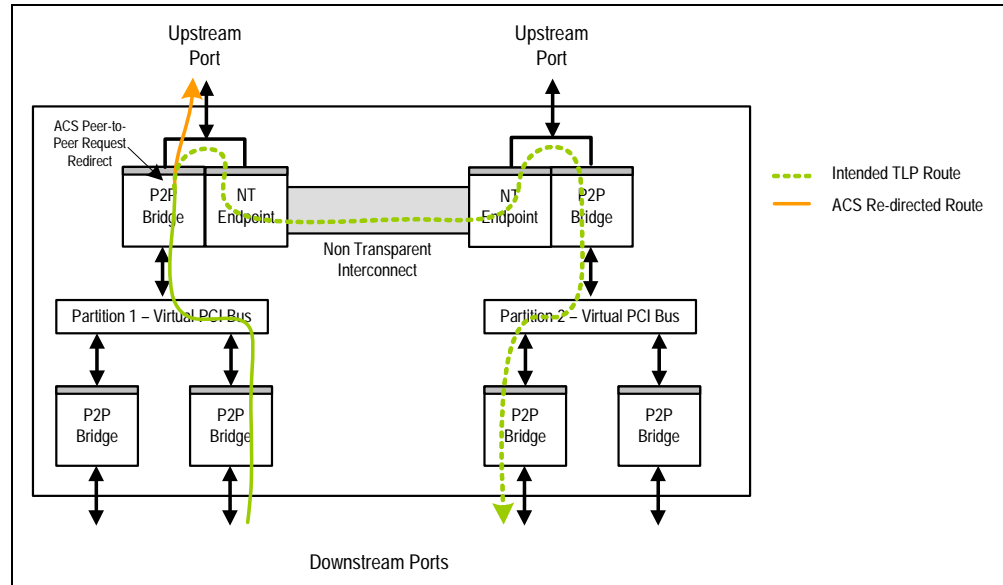 Upstream
Port
Upstream
Port
ACS Peer-to-
Peer Request
Redirect
P2P
Bridge
NT
Endpoint
NT
Endpoint
P2P
Bridge
Non Transparent
Interconnect
Intended TLP Route
ACS Re-directed Route
Partition 1 – Virtual PCI Bus
Partition 2 – Virtual PCI Bus
P2P
Bridge
P2P
Bridge
P2P
Bridge
P2P
Bridge
Downstream Ports